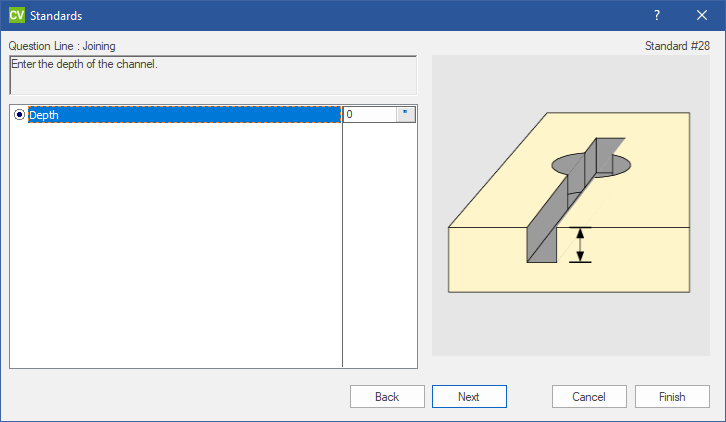 CV Standards ?
Question Line : Joining Standard #28
Enter the depth of the channel.
Depth 0 "
Back Next Cancel Finish